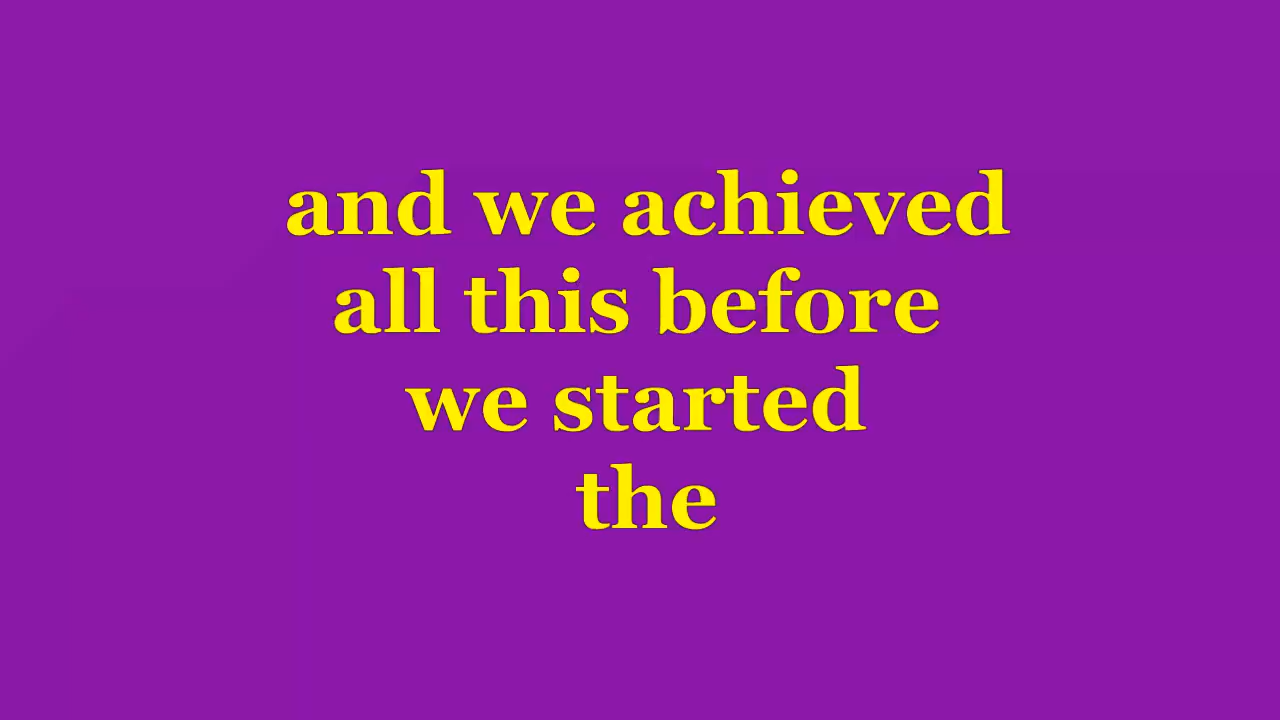 and we achieved
all this before
we started
the